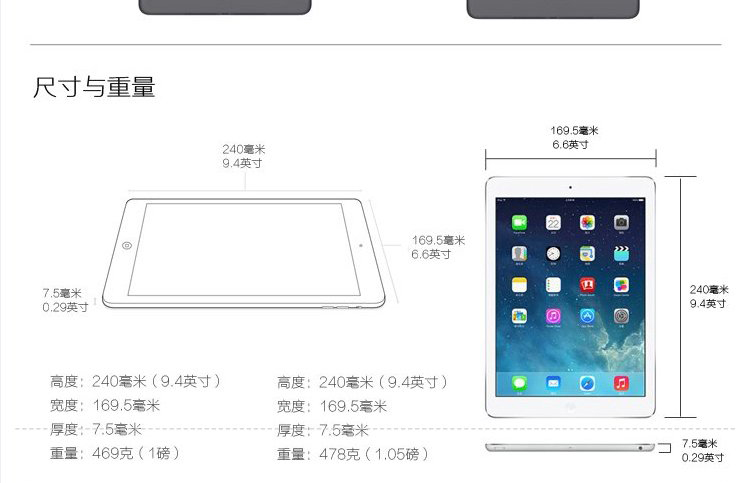 尺寸与重量
240毫米
9.4英寸
169.5毫米
6.6英寸
7.5毫米
0.29英寸
169.5毫米
6.6英寸
240毫米
9.4英寸
7.5毫米
0.29英寸
高度：240毫米（9.4英寸）
宽度：169.5毫米
厚度：7.5毫米
重量：469克（1磅）
高度：240毫米（9.4英寸）
宽度：169.5毫米
厚度：7.5毫米
重量：478克（1.05磅）